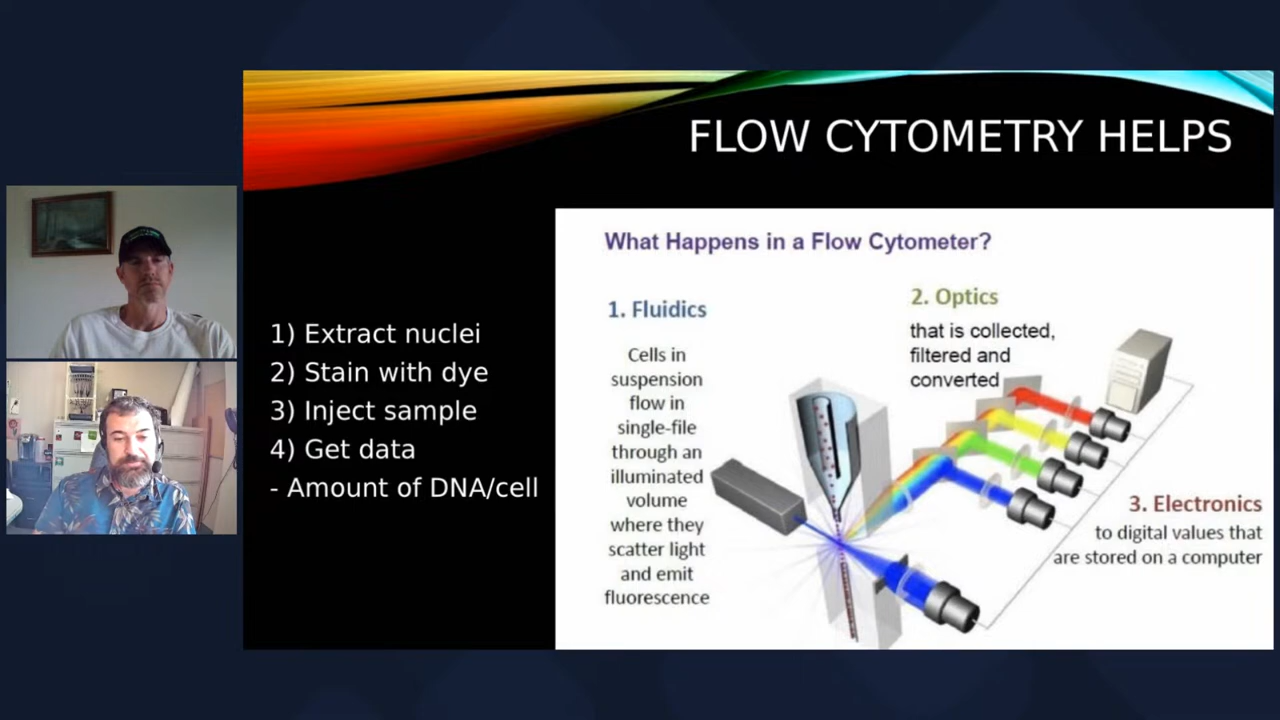 FLOW CYTOMETRY HELPS
1) Extract nuclei
2) Stain with dye
3) Inject sample
4) Get data
- Amount of DNA/cell
What Happens in a Flow Cytometer?
1. Fluidics
Cells in
suspension
flow in
single-file
through an
illuminated
volume
where they
scatter light
and emit
fluorescence
2. Optics
that is collected,
filtered and
converted
3. Electronics
to digital values that
are stored on a computer